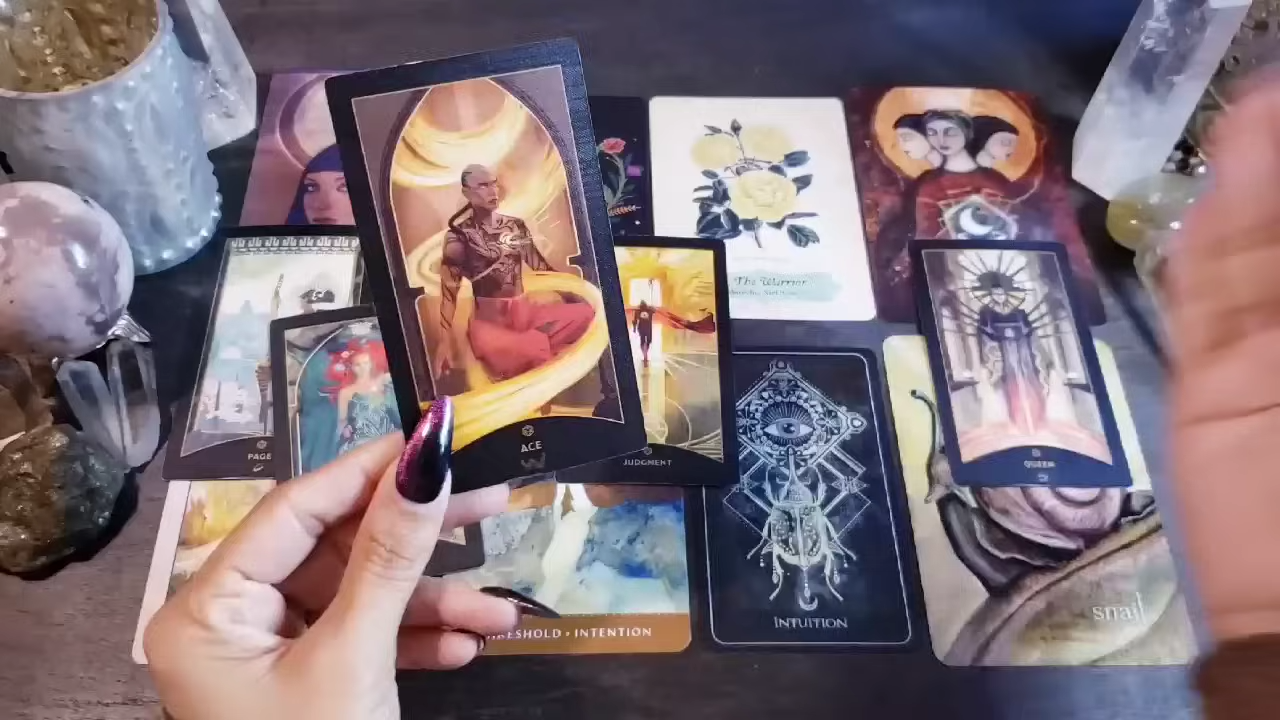 The Warrior
PAGE
ACE
JUDGMENT
QUEEN
THRESHOLD • INTENTION
INTUITION
snail